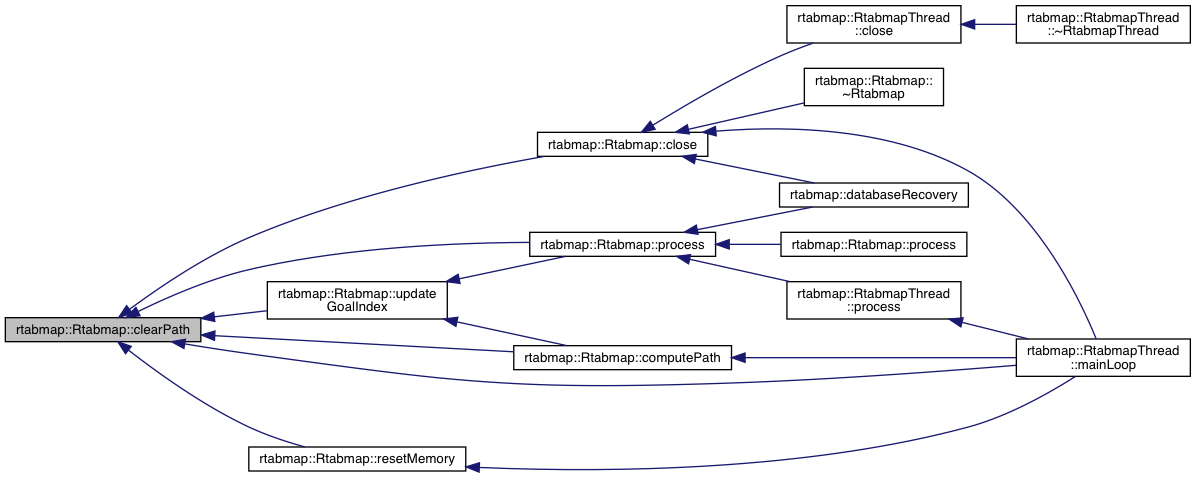 rtabmap::RtabmapThread
::close
rtabmap::RtabmapThread
::~RtabmapThread
rtabmap::Rtabmap::
~Rtabmap
rtabmap::Rtabmap::close
rtabmap::databaseRecovery
rtabmap::Rtabmap::process
rtabmap::Rtabmap::process
rtabmap::Rtabmap::update
GoalIndex
rtabmap::RtabmapThread
::process
rtabmap::Rtabmap::clearPath
rtabmap::Rtabmap::computePath
rtabmap::RtabmapThread
::mainLoop
rtabmap::Rtabmap::resetMemory